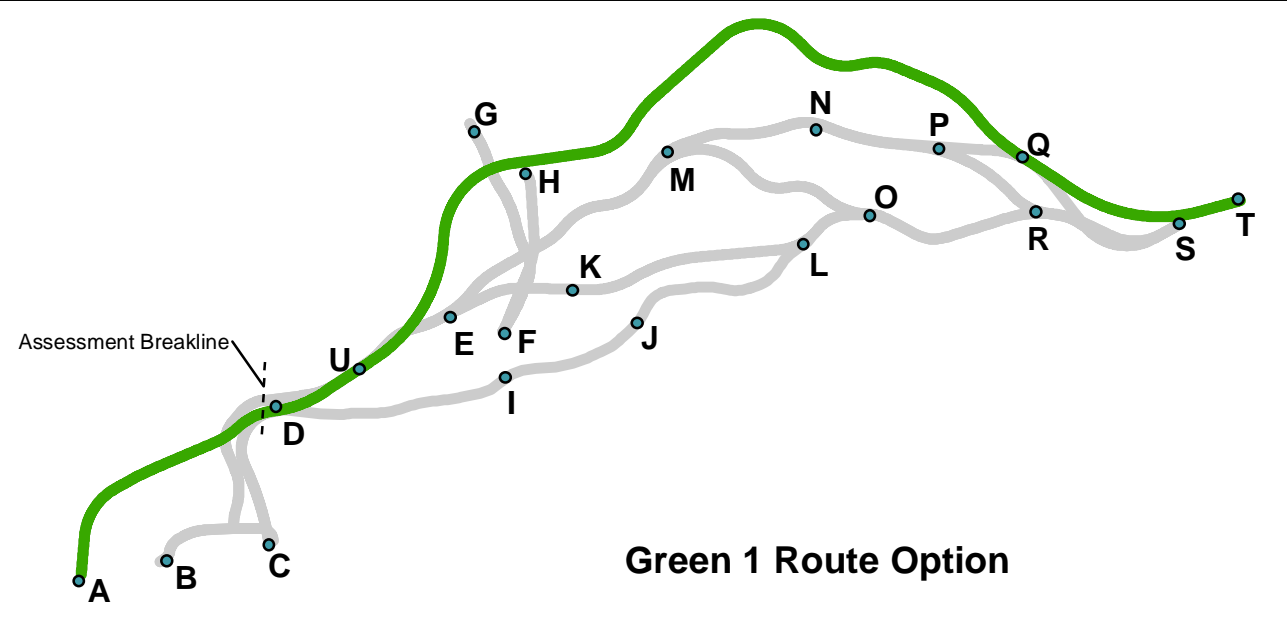 G
N
P
Q
H
M
O
T
R
S
K
L
Assessment Breakline
U
E
F
J
I
D
Green 1 Route Option
C
B
A